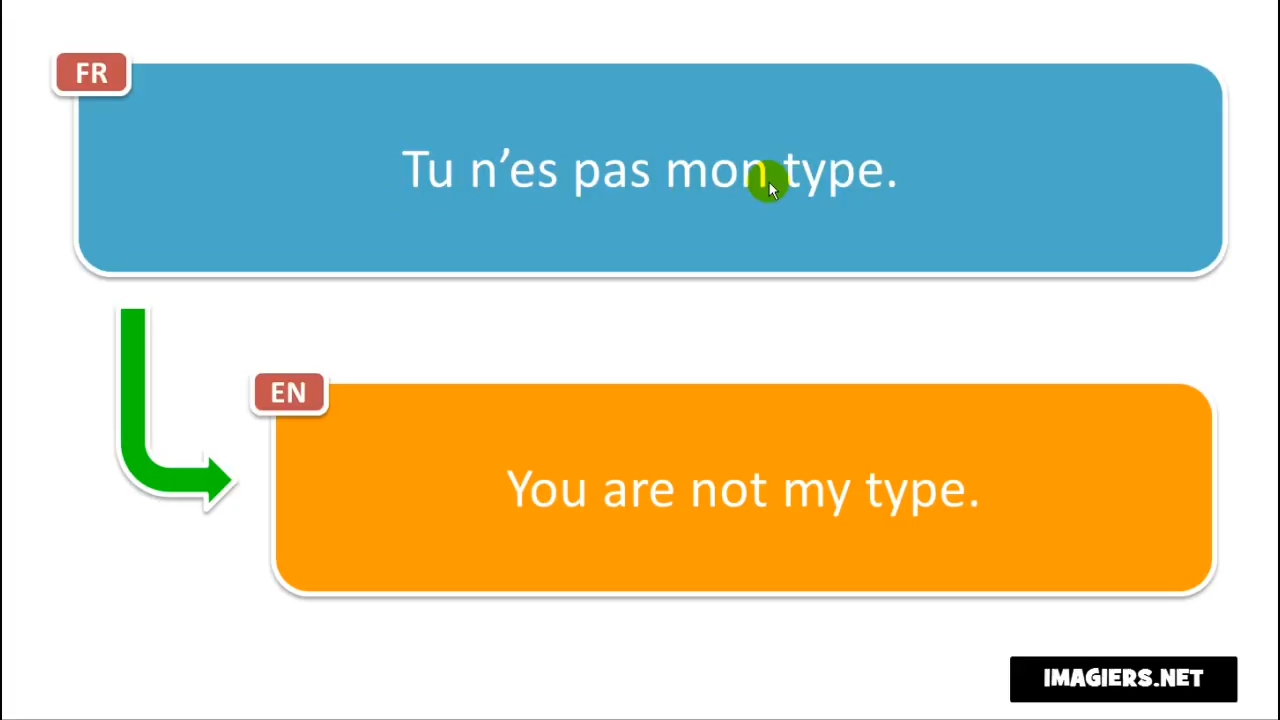 FR
Tu n’es pas mon type.
EN
You are not my type.
IMAGIERS.NET